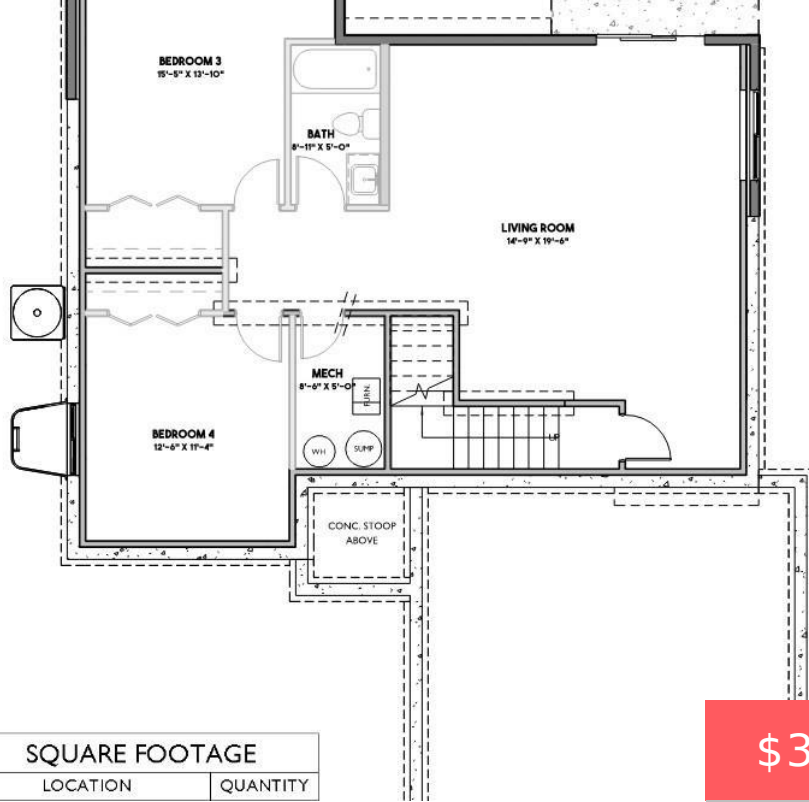 BEDROOM 3
15'-5" X 13'-10"
BATH
8'-11" X 5'-0"
LIVING ROOM
14'-9" X 19'-6"
MECH
8'-6" X 5'-0"
FURN.
BEDROOM 4
12'-6" X 11'-4"
WH
SUMP
UP
CONC. STOOP
ABOVE
SQUARE FOOTAGE
LOCATION QUANTITY
$3